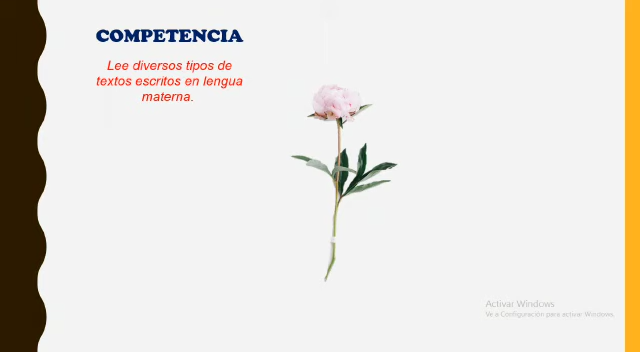 COMPETENCIA
Lee diversos tipos de
textos escritos en lengua
materna.
Activar Windows
Ve a Configuración para activar Windows.